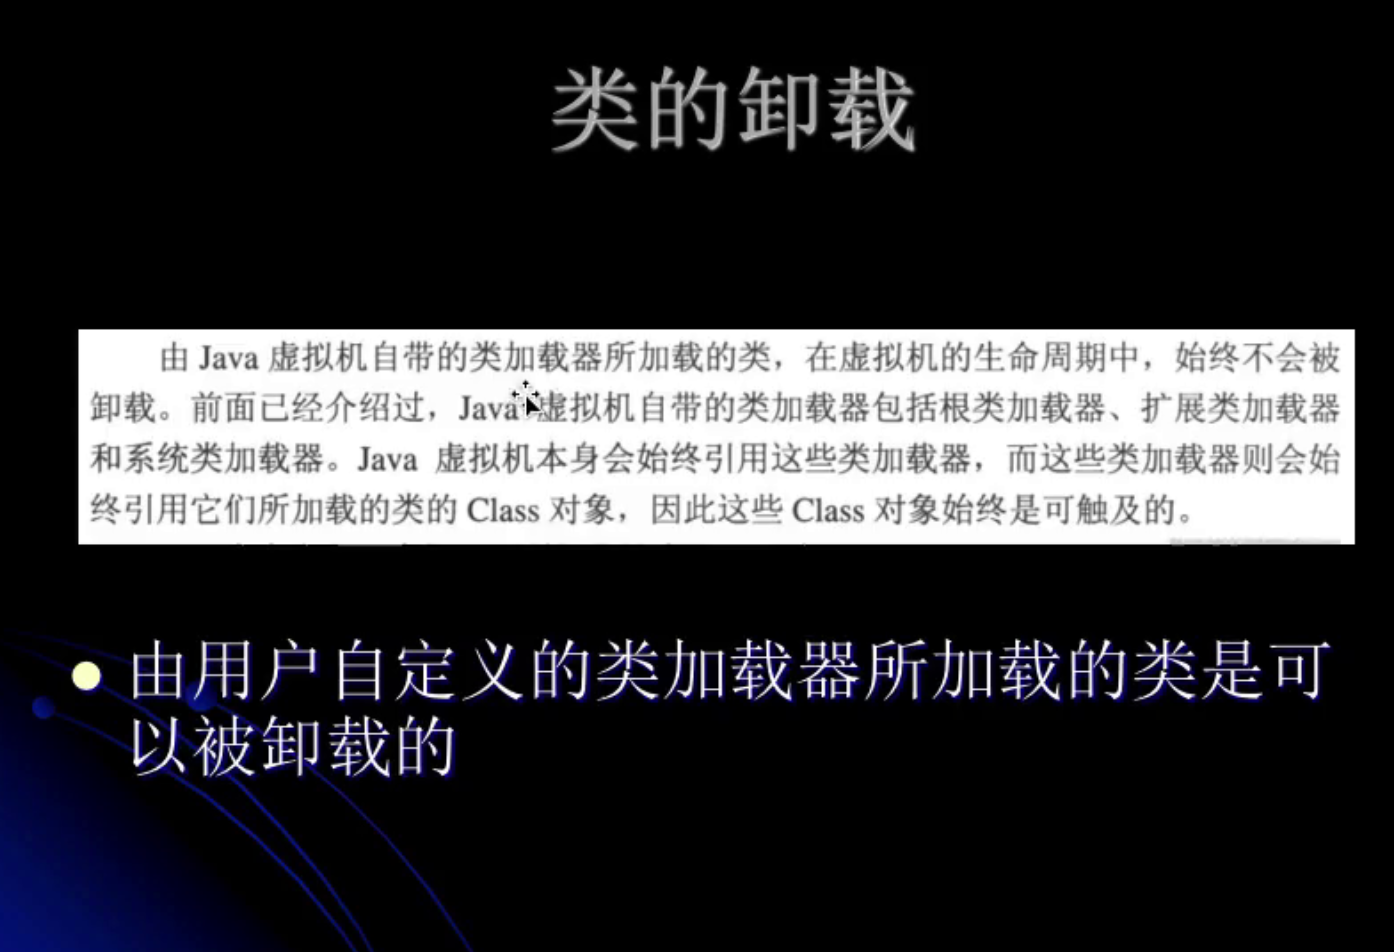 类的卸载
由 Java 虚拟机自带的类加载器所加载的类，在虚拟机的生命周期中，始终不会被
卸载。前面已经介绍过，Java 虚拟机自带的类加载器包括根类加载器、扩展类加载器
和系统类加载器。Java 虚拟机本身会始终引用这些类加载器，而这些类加载器则会始
终引用它们所加载的类的 Class 对象，因此这些 Class 对象始终是可触及的。
由用户自定义的类加载器所加载的类是可
以被卸载的